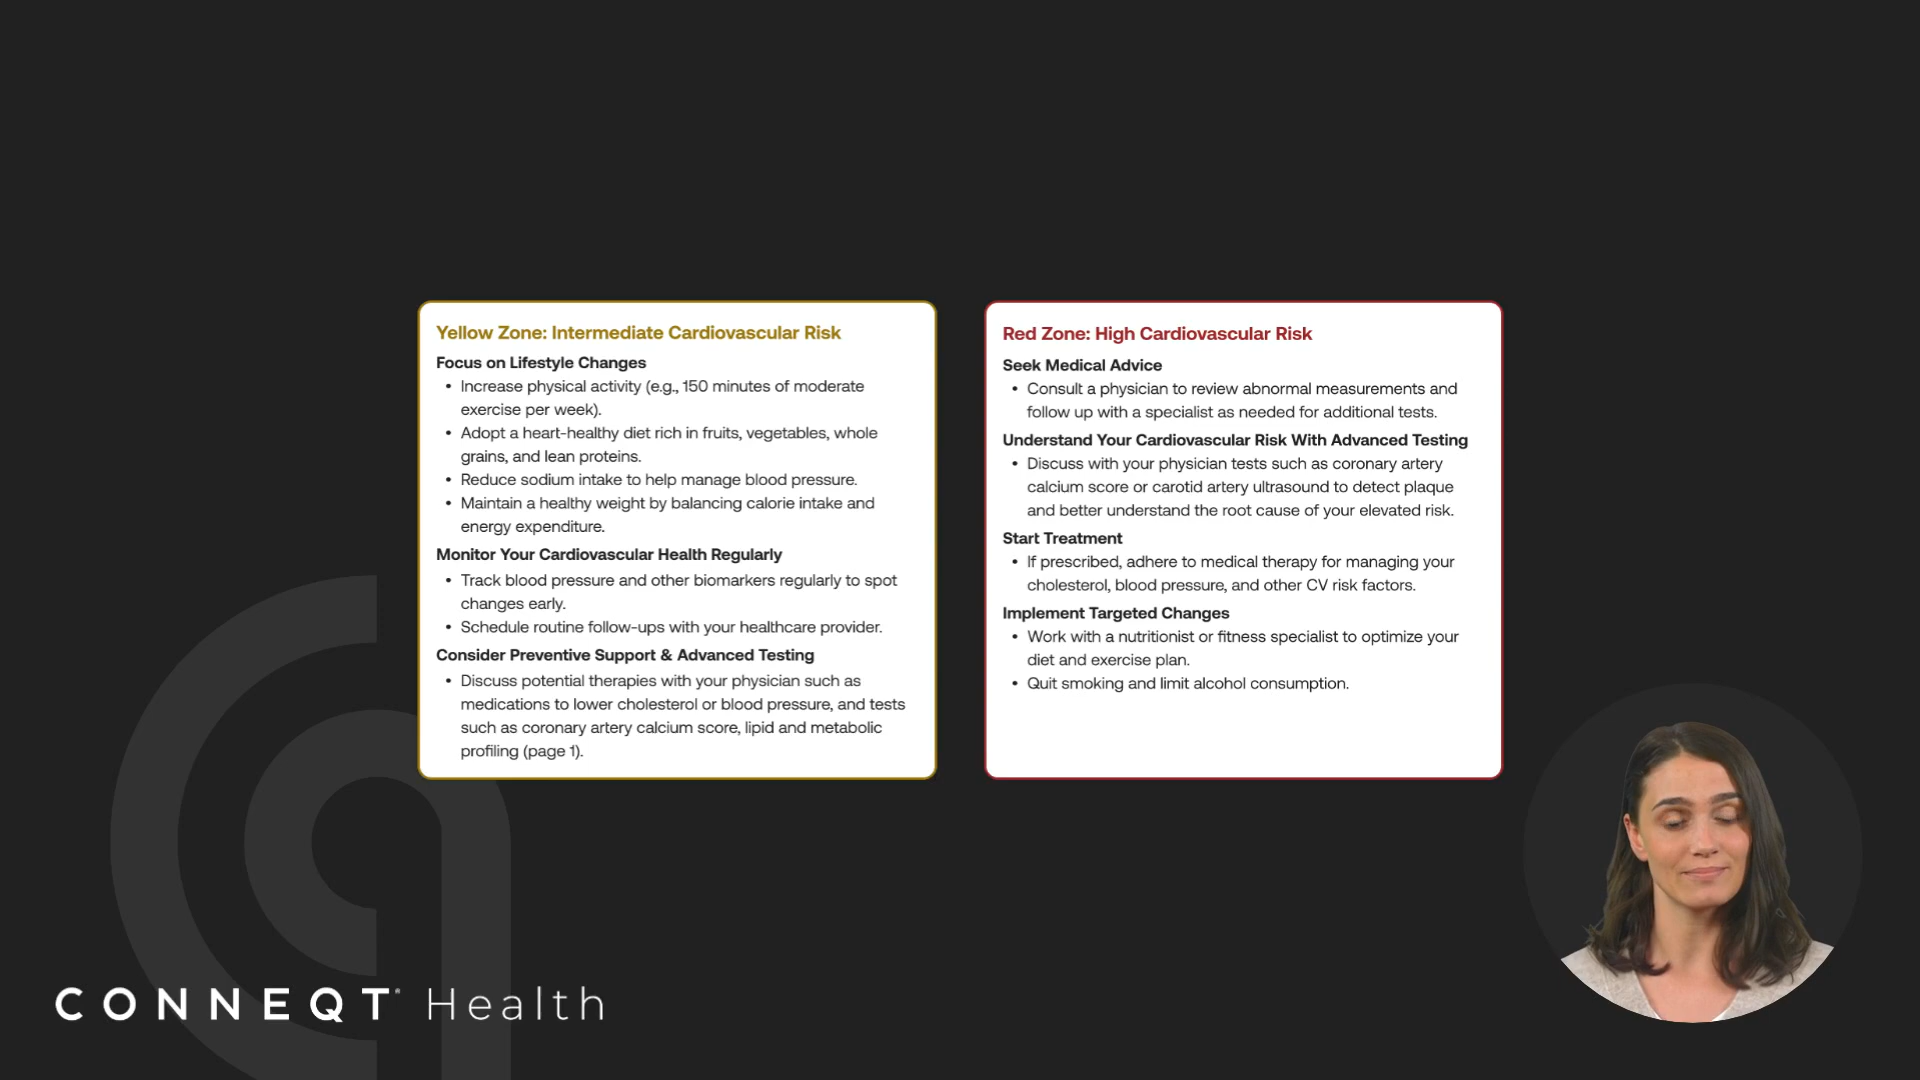 Yellow Zone: Intermediate Cardiovascular Risk
Focus on Lifestyle Changes
• Increase physical activity (e.g., 150 minutes of moderate
exercise per week).
• Adopt a heart-healthy diet rich in fruits, vegetables, whole
grains, and lean proteins.
• Reduce sodium intake to help manage blood pressure.
• Maintain a healthy weight by balancing calorie intake and
energy expenditure.
Monitor Your Cardiovascular Health Regularly
• Track blood pressure and other biomarkers regularly to spot
changes early.
• Schedule routine follow-ups with your healthcare provider.
Consider Preventive Support & Advanced Testing
• Discuss potential therapies with your physician such as
medications to lower cholesterol or blood pressure, and tests
such as coronary artery calcium score, lipid and metabolic
profiling (page 1).
Red Zone: High Cardiovascular Risk
Seek Medical Advice
• Consult a physician to review abnormal measurements and
follow up with a specialist as needed for additional tests.
Understand Your Cardiovascular Risk With Advanced Testing
• Discuss with your physician tests such as coronary artery
calcium score or carotid artery ultrasound to detect plaque
and better understand the root cause of your elevated risk.
Start Treatment
• If prescribed, adhere to medical therapy for managing your
cholesterol, blood pressure, and other CV risk factors.
Implement Targeted Changes
• Work with a nutritionist or fitness specialist to optimize your
diet and exercise plan.
• Quit smoking and limit alcohol consumption.
CONNEQT® Health